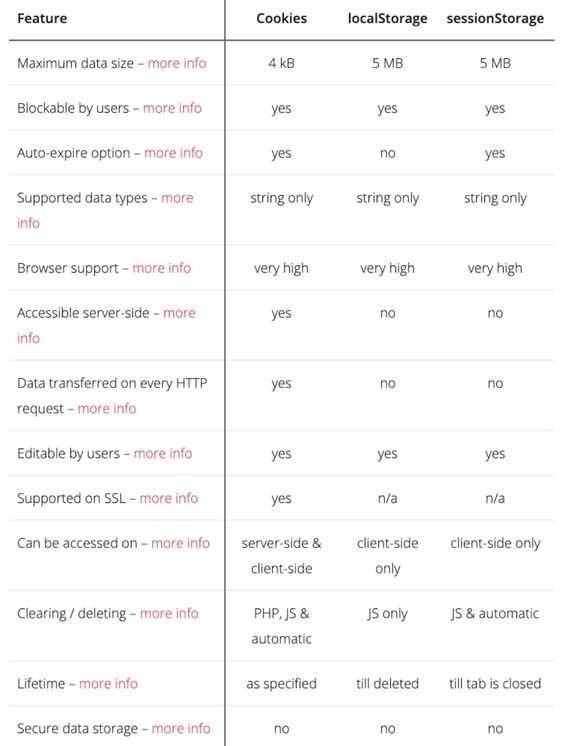 Feature Cookies localStorage sessionStorage
Maximum data size – more info 4 kB 5 MB 5 MB
Blockable by users – more info yes yes yes
Auto-expire option – more info yes no yes
Supported data types – more string only string only string only
info
Browser support – more info very high very high very high
Accessible server-side – more yes no no
info
Data transferred on every HTTP yes no no
request – more info
Editable by users – more info yes yes yes
Supported on SSL – more info yes n/a n/a
Can be accessed on – more info server-side & client-side client-side only
client-side only
Clearing / deleting – more info PHP, JS & JS only JS & automatic
automatic
Lifetime – more info as specified till deleted till tab is closed
Secure data storage – more info no no no